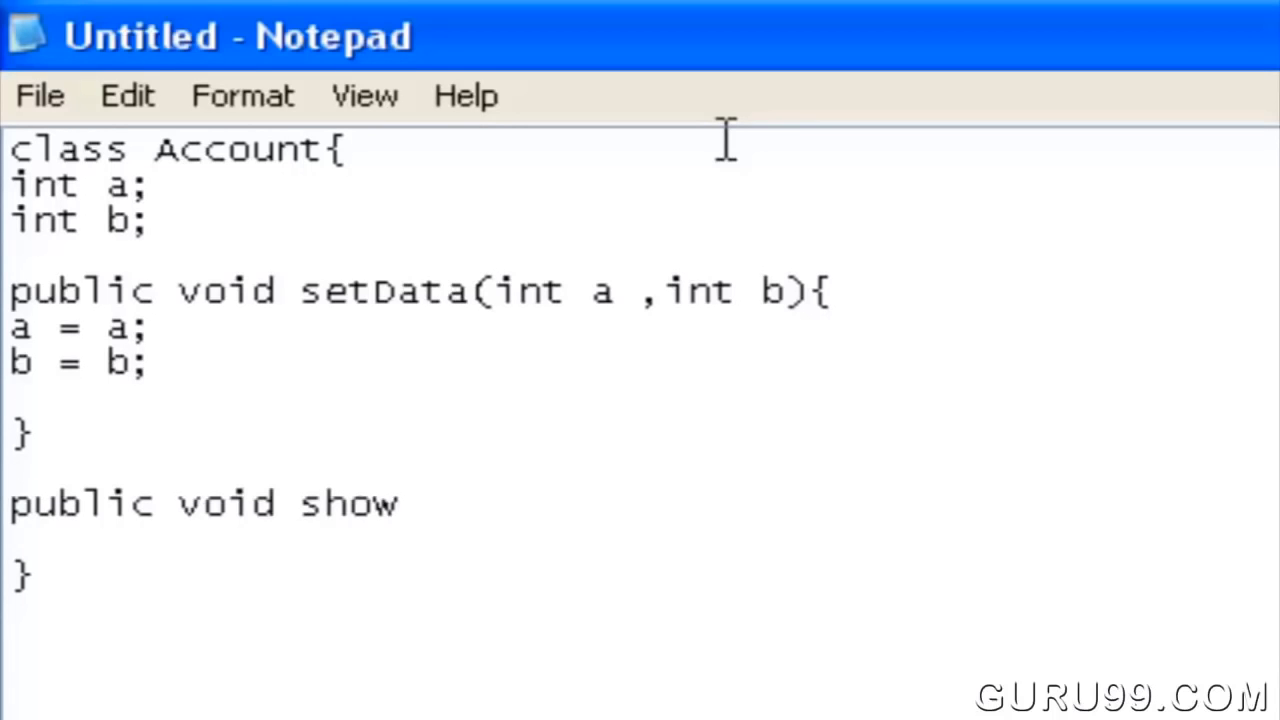 Untitled - Notepad
File Edit Format View Help
class Account{
int a;
int b;
public void setData(int a ,int b){
a = a;
b = b;
}
public void show
}
GURU99.COM